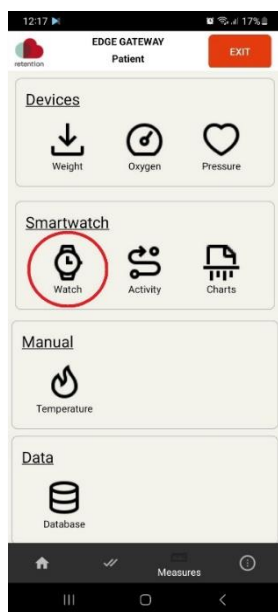 12:17 17%
EDGE GATEWAY
Patient
EXIT
retention
Devices
Weight Oxygen Pressure
Smartwatch
Watch Activity Charts
Manual
Temperature
Data
Database
Measures